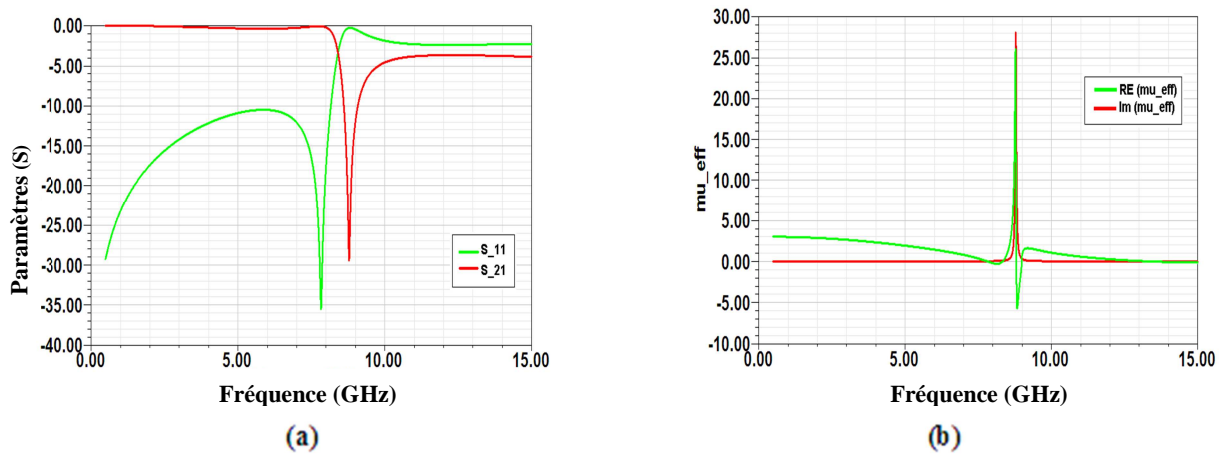 0.00
-5.00
-10.00
-15.00
-20.00
-25.00
-30.00
-35.00
-40.00
Paramètres (S)
S_11
S_21
0.00 5.00 10.00 15.00
Fréquence (GHz)
(a)
30.00
25.00
20.00
15.00
10.00
5.00
0.00
-5.00
-10.00
mu_eff
RE (mu_eff)
Im (mu_eff)
0.00 5.00 10.00 15.00
Fréquence (GHz)
(b)